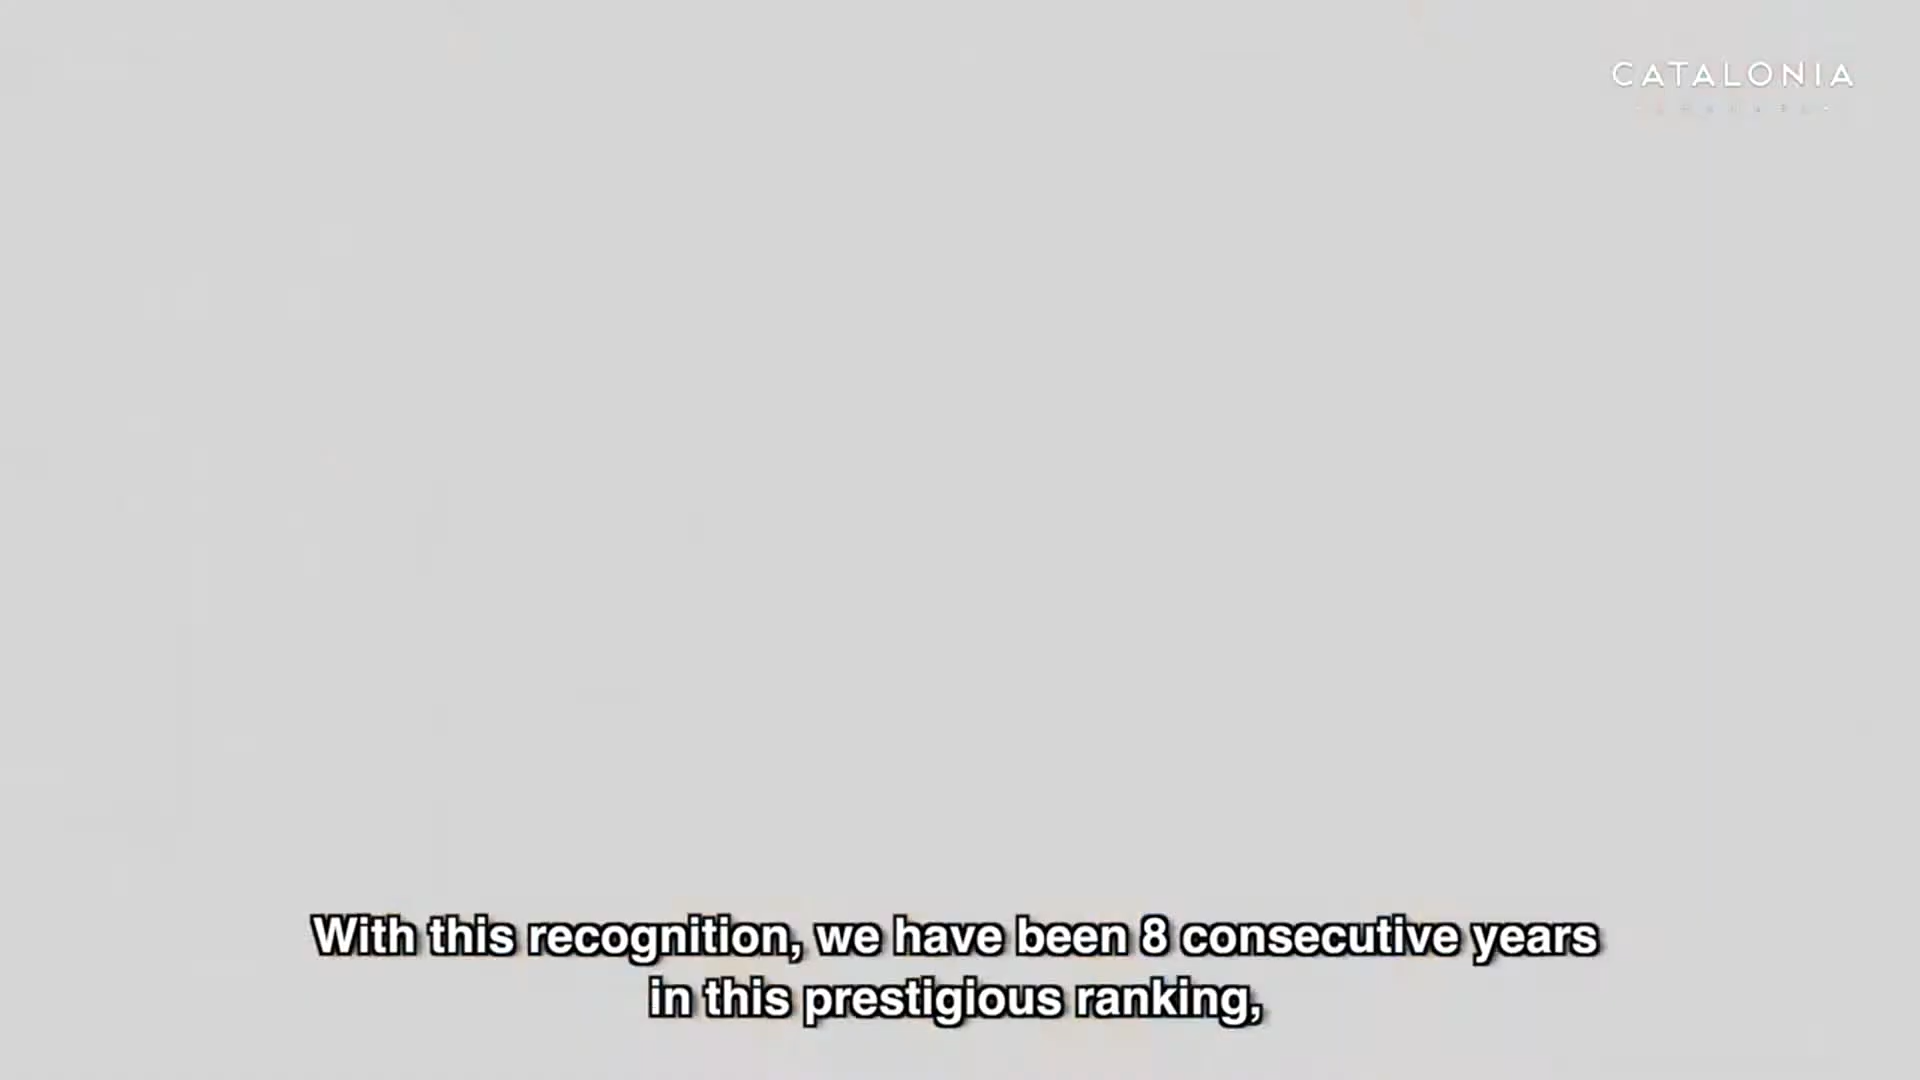 CATALONIA
With this recognition, we have been 8 consecutive years
in this prestigious ranking,